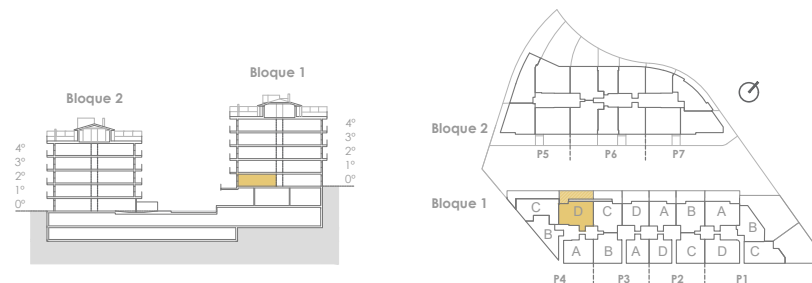 Bloque 1
Bloque 2
4º
3º
2º
1º
0º
4º
3º
2º
1º
0º
Bloque 2
P5
P6
P7
Bloque 1
C
D
C
D
A
B
A
B
B
A
B
A
D
C
D
C
P4
P3
P2
P1